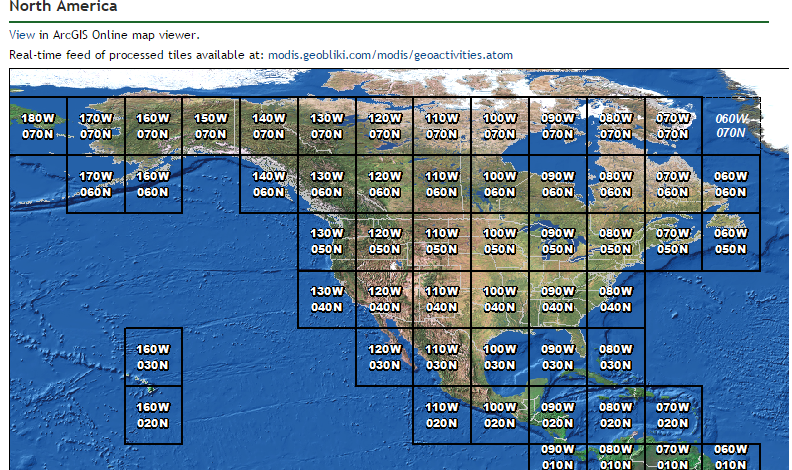 North America
View in ArcGIS Online map viewer.
Real-time feed of processed tiles available at: modis.geobliki.com/modis/geoactivities.atom
180W 170W 160W 150W 140W 130W 120W 110W 100W 090W 080W 070W 060W
070N 070N 070N 070N 070N 070N 070N 070N 070N 070N 070N 070N 070N
170W 160W 140W 130W 120W 110W 100W 090W 080W 070W 060W
060N 060N 060N 060N 060N 060N 060N 060N 060N 060N 060N
130W 120W 110W 100W 090W 080W 070W 060W
050N 050N 050N 050N 050N 050N 050N 050N
130W 120W 110W 100W 090W 080W
040N 040N 040N 040N 040N 040N
160W 120W 110W 100W 090W 080W
030N 030N 030N 030N 030N 030N
160W 110W 100W 090W 080W 070W
020N 020N 020N 020N 020N 020N
090W 080W 070W 060W
010N 010N 010N 010N